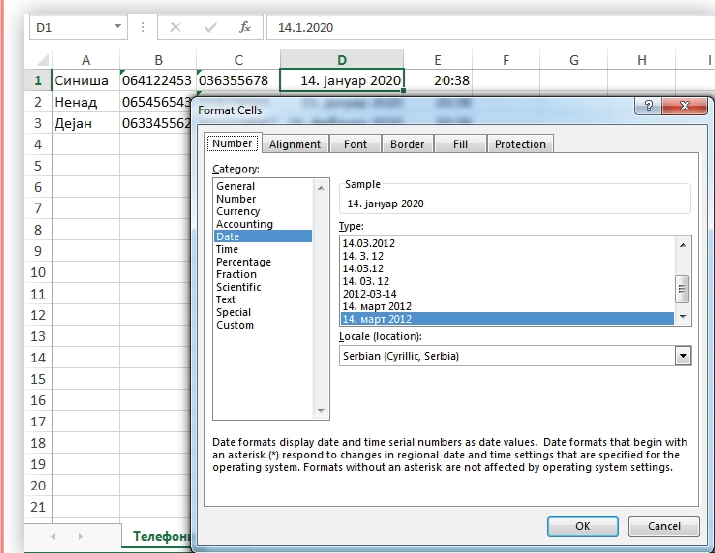 D1 fx 14.1.2020
A B C D E F G H I
1 Синиша 064122453 036355678 14. јануар 2020 20:38
2 Ненад 065456543
3 Дејан 063345562
4
5
6
7
8
9
10
11
12
13
14
15
16
17
18
19
20
21
Format Cells
Number Alignment Font Border Fill Protection
Category:
General
Number
Currency
Accounting
Date
Time
Percentage
Fraction
Scientific
Text
Special
Custom
Sample
14. јануар 2020
Type:
14.03.2012
14. 3. 12
14.03.12
14. 03. 12
2012-03-14
14. март 2012
14. март 2012
Locale (location):
Serbian (Cyrillic, Serbia)
Date formats display date and time serial numbers as date values. Date formats that begin with
an asterisk (*) respond to changes in regional date and time settings that are specified for the
operating system. Formats without an asterisk are not affected by operating system settings.
OK Cancel